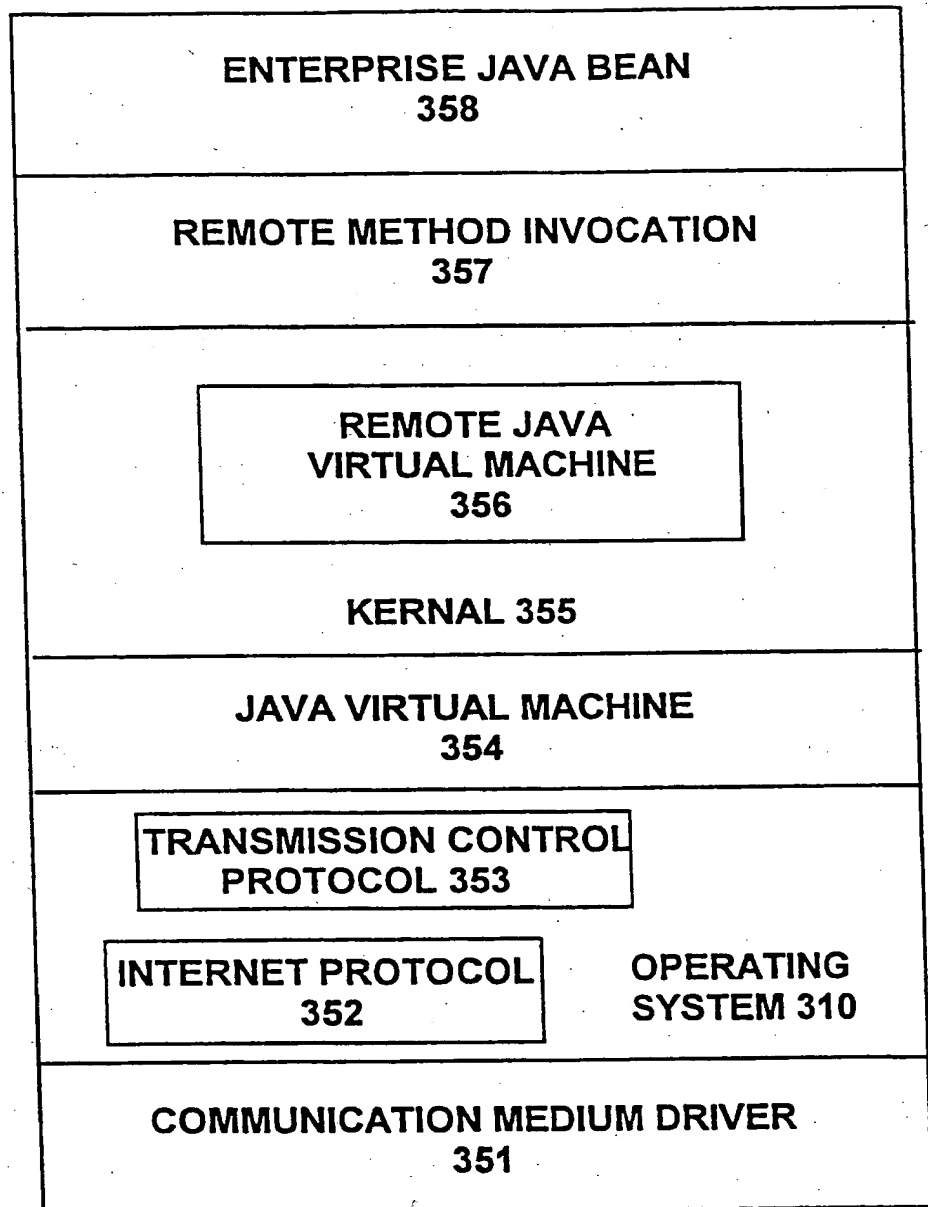 ENTERPRISE JAVA BEAN
358
REMOTE METHOD INVOCATION
357
REMOTE JAVA
VIRTUAL MACHINE
356
KERNAL 355
JAVA VIRTUAL MACHINE
354
TRANSMISSION CONTROL
PROTOCOL 353
INTERNET PROTOCOL
352
OPERATING
SYSTEM 310
COMMUNICATION MEDIUM DRIVER
351